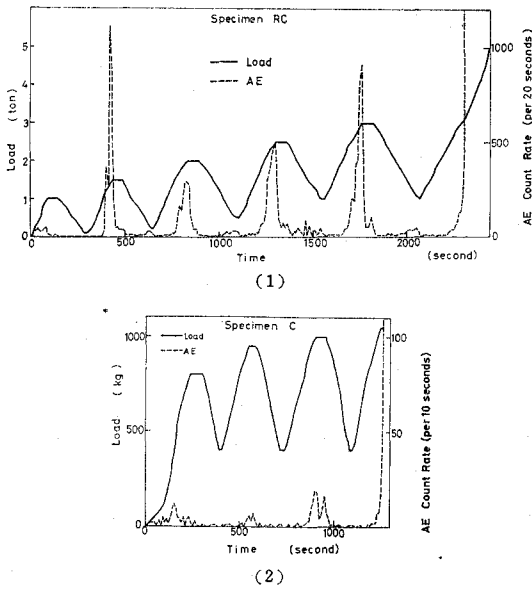 Specimen RC
Load
AE
Load (ton)
5
4
3
2
1
0
AE Count Rate (per 20 seconds)
1000
500
0
500
1000
1500
2000
Time
(second)
(1)
Specimen C
Load
AE
Load (kg)
1000
500
0
AE Count Rate (per 10 seconds)
100
50
0
500
1000
Time (second)
(2)